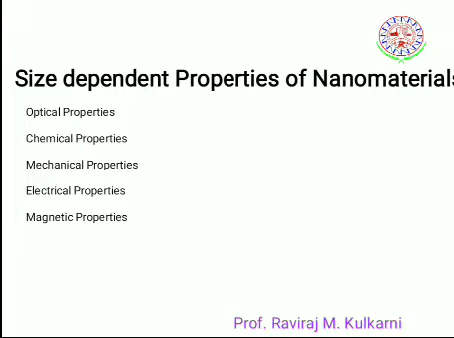 Size dependent Properties of Nanomaterials
Optical Properties
Chemical Properties
Mechanical Properties
Electrical Properties
Magnetic Properties
Prof. Raviraj M. Kulkarni